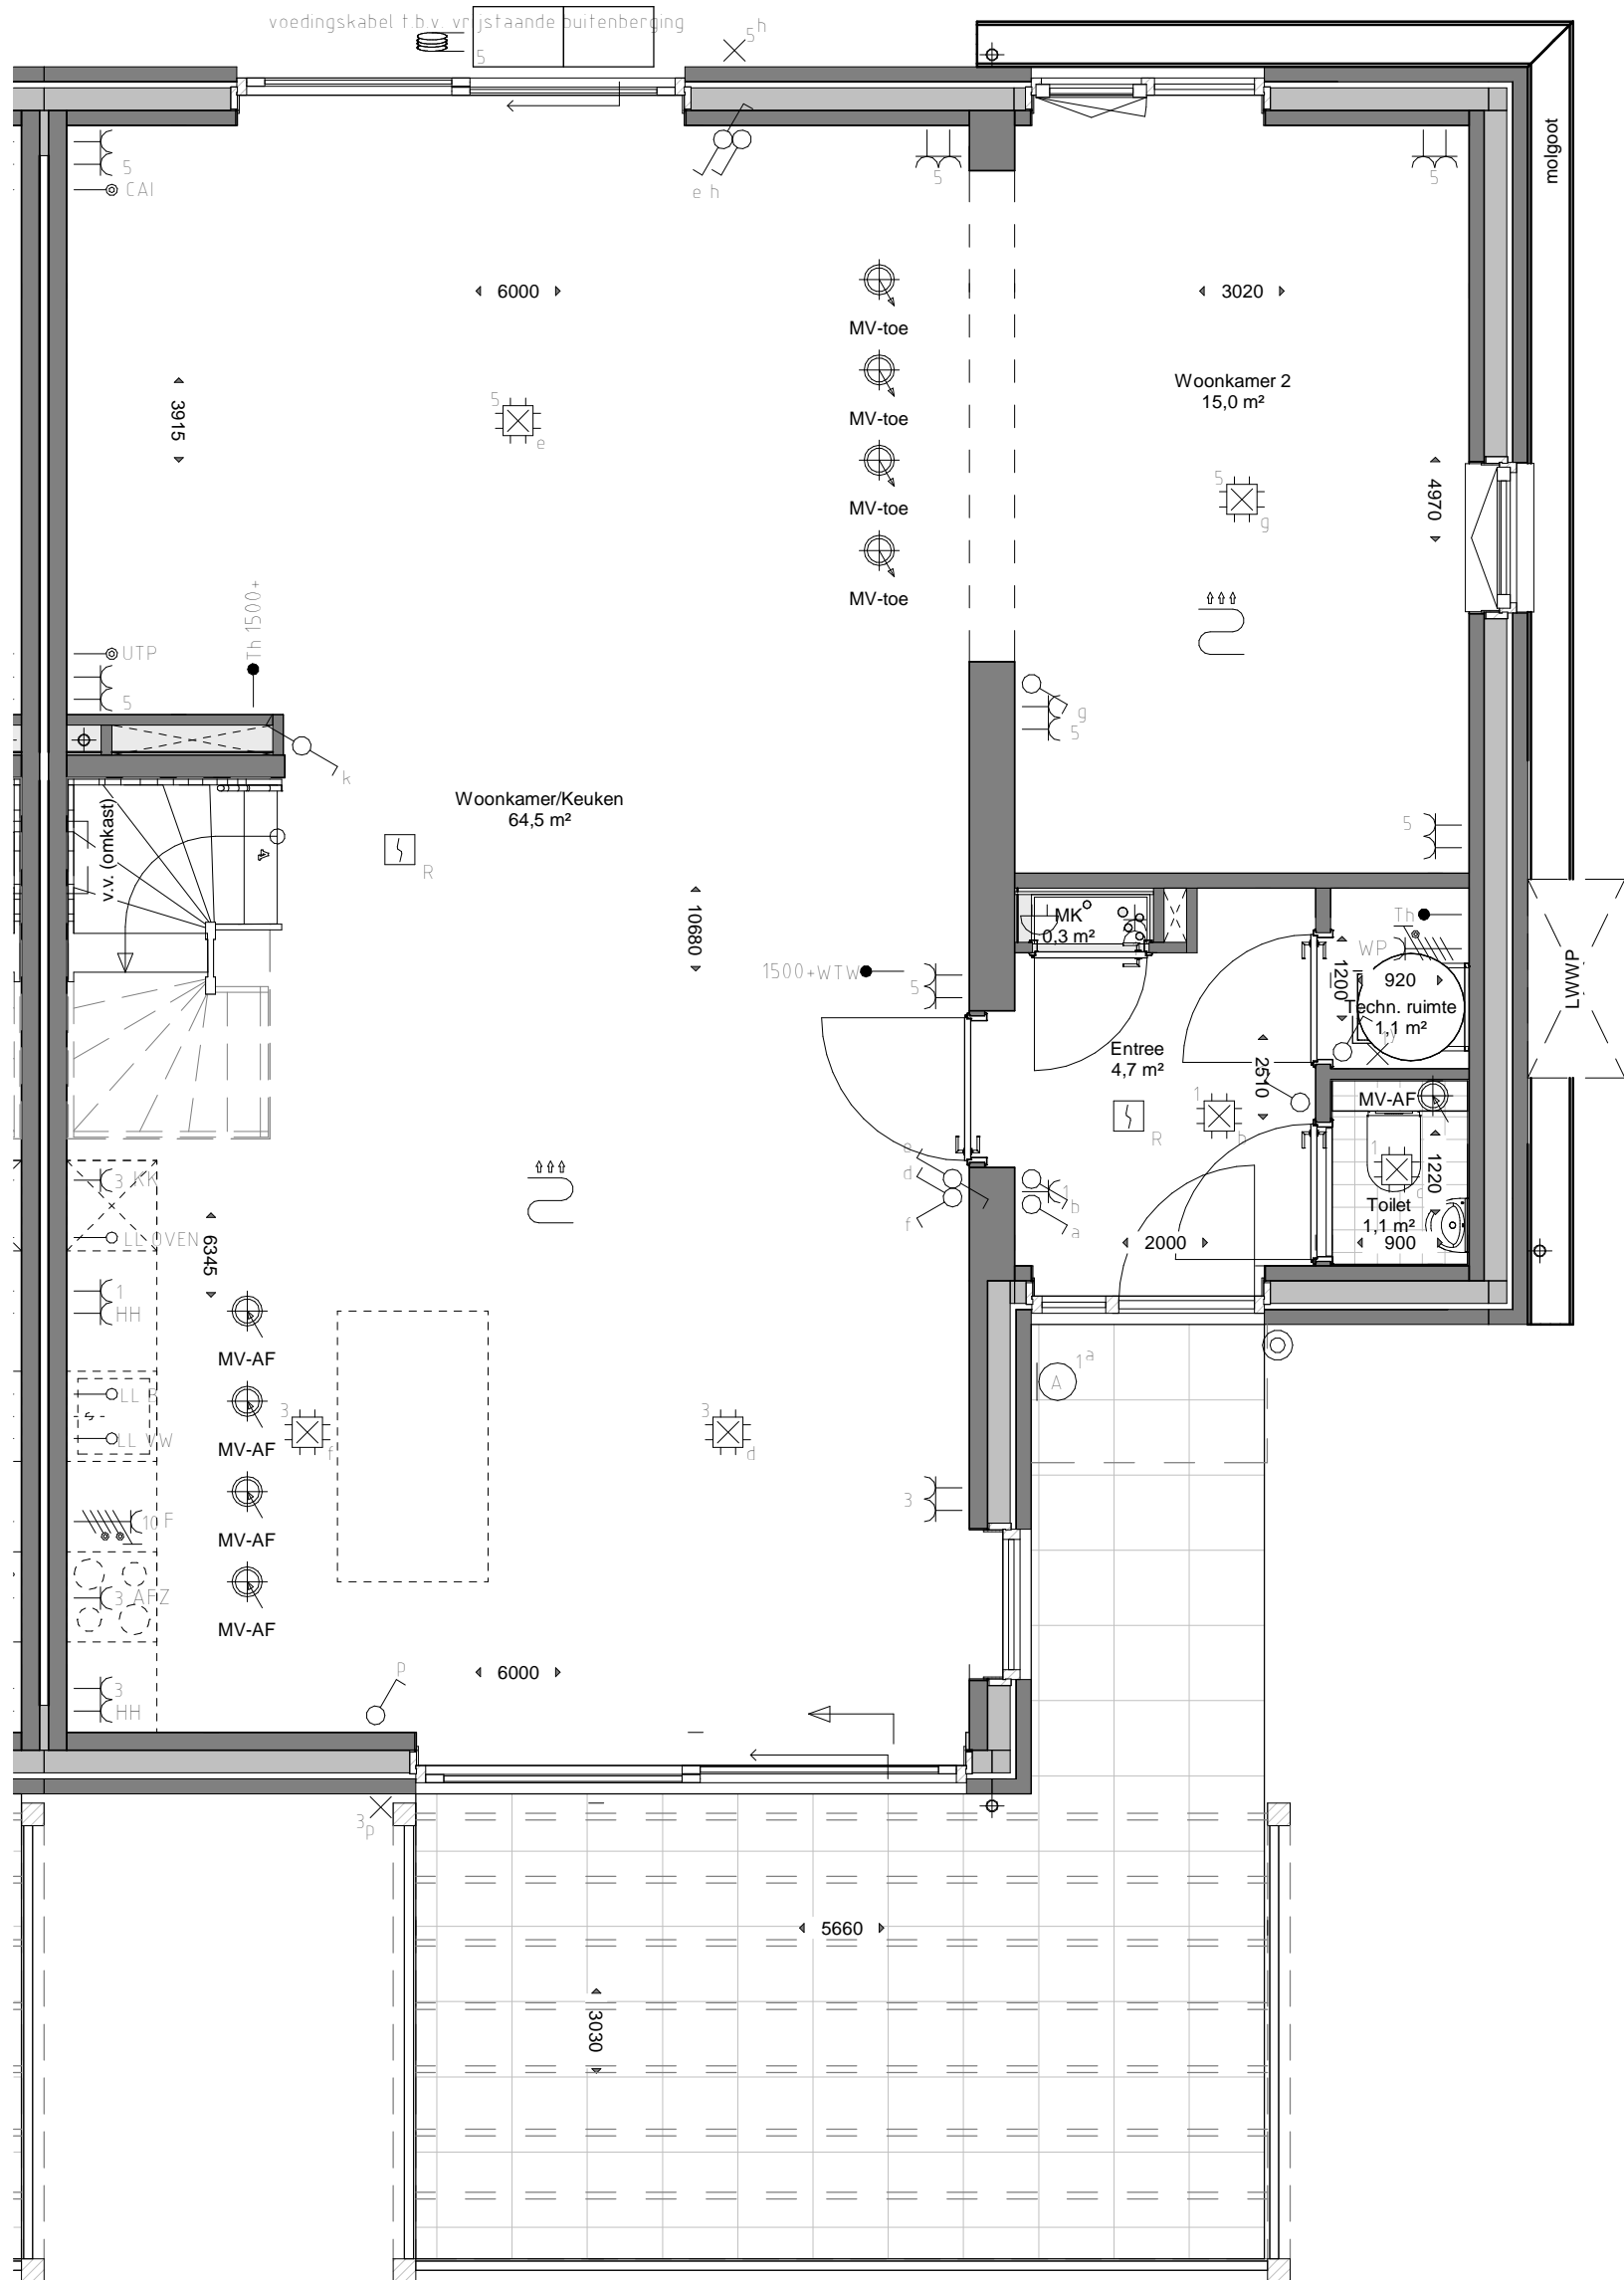 voedingskabel t.b.v. vrijstaande buitenberging
5
5h
molgoot
5
CAI
e h
5
5
6000
3020
MV-toe
MV-toe
MV-toe
MV-toe
Woonkamer 2
15,0 m²
3915
5
e
5
g
4970
UTP
5
Th 1500+
g
5
k
Woonkamer/Keuken
64,5 m²
v.v. (omkast)
4
R
5
10680
MK
0,3 m²
Th
WP
1500+WTW
5
1200
920
Techn. ruimte
1,1 m²
LWWP
Entree
4,7 m²
2510
R
1
b
MV-AF
1
1220
Toilet
1,1 m²
900
2000
e
d
f
1
b
a
3 KK
LL OVEN
1
HH
6345
MV-AF
MV-AF
MV-AF
MV-AF
LL B
LL VW
3
f
3
d
A
1a
10 F
3
3 AFZ
3
HH
p
6000
3p
5660
3030